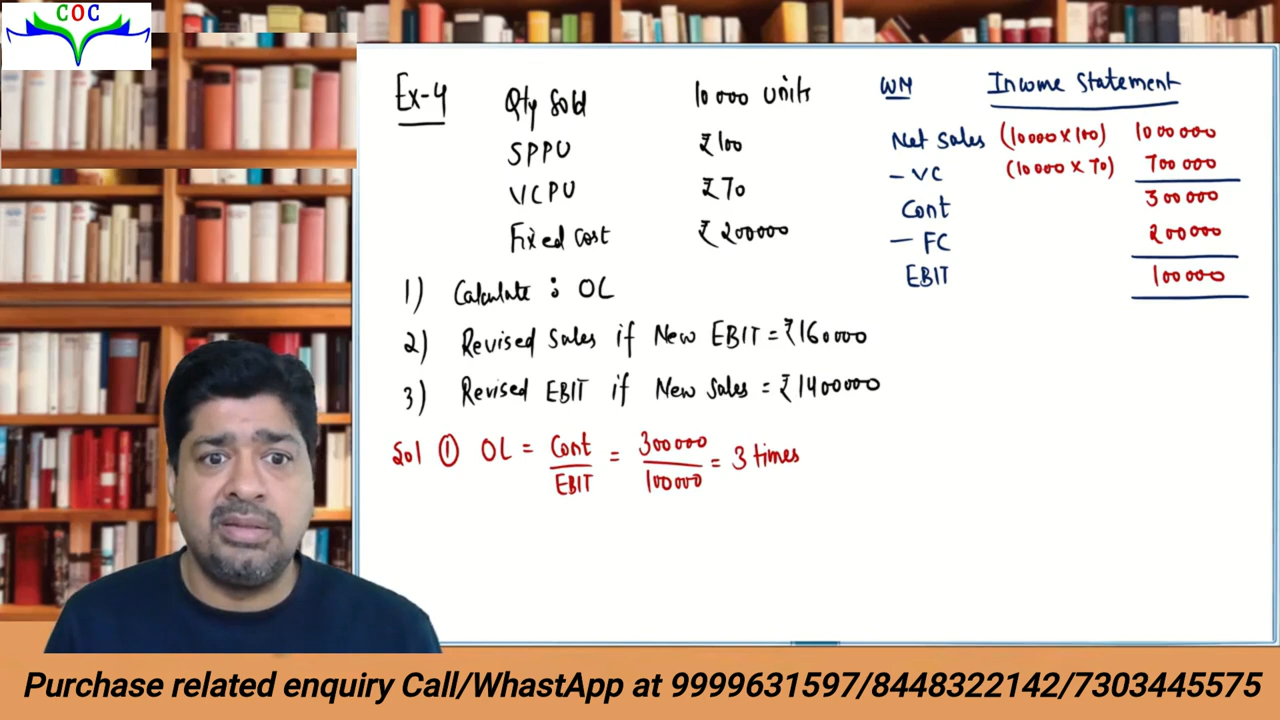 COC
Ex-4
Qty Sold 10000 units
SPPU ₹100
VCPU ₹70
Fixed Cost ₹200000
1) Calculate : OL
2) Revised Sales if New EBIT = ₹160000
3) Revised EBIT if New Sales = ₹1400000
Sol ① OL = Cont/EBIT = 300000/100000 = 3 times
WN Income Statement
Net Sales (10000 x 100) 1000000
- VC (10000 x 70) 700000
Cont 300000
- FC 200000
EBIT 100000
Purchase related enquiry Call/WhastApp at 9999631597/8448322142/7303445575